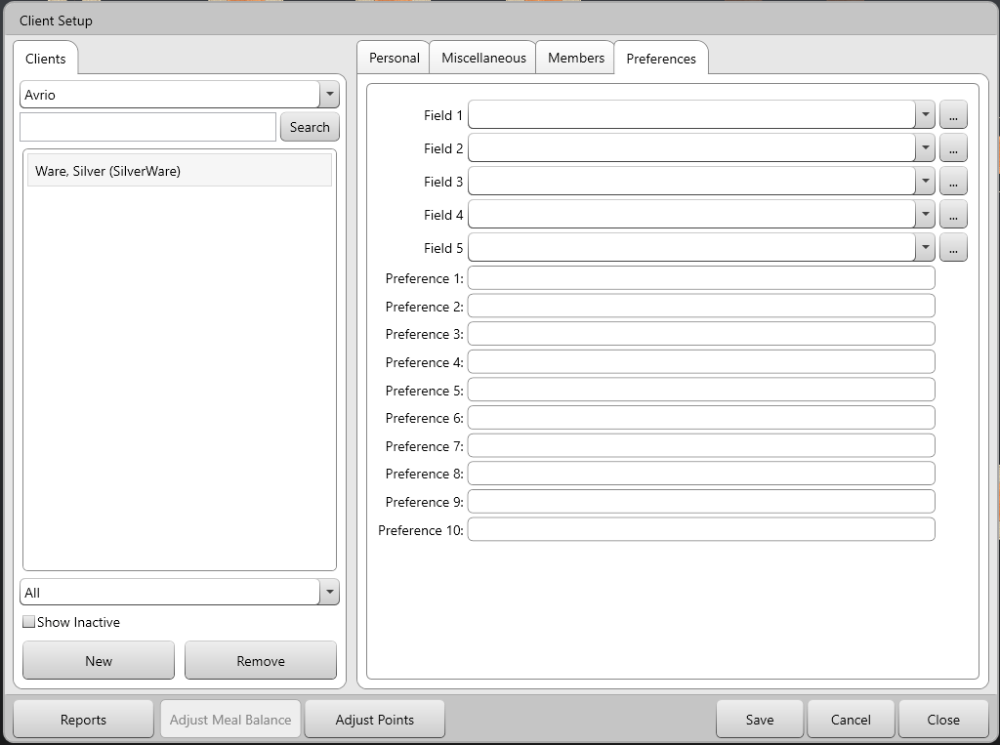 Client Setup
Clients
Avrio
Search
Ware, Silver (SilverWare)
All
Show Inactive
New
Remove
Personal
Miscellaneous
Members
Preferences
Field 1
...
Field 2
...
Field 3
...
Field 4
...
Field 5
...
Preference 1:
Preference 2:
Preference 3:
Preference 4:
Preference 5:
Preference 6:
Preference 7:
Preference 8:
Preference 9:
Preference 10:
Reports
Adjust Meal Balance
Adjust Points
Save
Cancel
Close